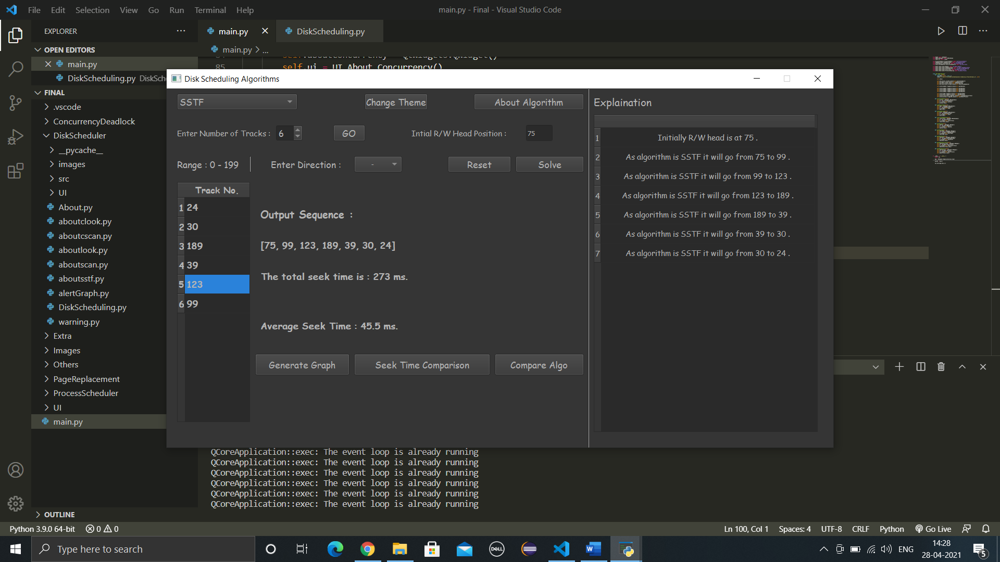 File Edit Selection View Go Run Terminal Help
main.py - Final - Visual Studio Code
EXPLORER
main.py
DiskScheduling.py
OPEN EDITORS
main.py > ...
main.py
85
self.ui = UI_About_Concurrency()
DiskScheduling.py DiskSch
Disk Scheduling Algorithms
FINAL
.vscode
ConcurrencyDeadlock
DiskScheduler
__pycache__
images
src
UI
About.py
aboutclook.py
aboutcscan.py
aboutlook.py
aboutscan.py
aboutsstf.py
alertGraph.py
DiskScheduling.py
warning.py
Extra
Images
Others
PageReplacement
ProcessScheduler
UI
main.py
OUTLINE
SSTF
Change Theme
About Algorithm
Enter Number of Tracks :
6
GO
Intial R/W Head Position :
75
Range : 0 - 199
Enter Direction :
-
Reset
Solve
Track No.
1 24
2 30
3 189
4 39
5 123
6 99
Output Sequence :
[75, 99, 123, 189, 39, 30, 24]
The total seek time is : 273 ms.
Average Seek Time : 45.5 ms.
Generate Graph
Seek Time Comparison
Compare Algo
Explaination
1 Initially R/W head is at 75 .
2 As algorithm is SSTF it will go from 75 to 99 .
3 As algorithm is SSTF it will go from 99 to 123 .
4 As algorithm is SSTF it will go from 123 to 189 .
5 As algorithm is SSTF it will go from 189 to 39 .
6 As algorithm is SSTF it will go from 39 to 30 .
7 As algorithm is SSTF it will go from 30 to 24 .
QCoreApplication::exec: The event loop is already running
QCoreApplication::exec: The event loop is already running
QCoreApplication::exec: The event loop is already running
QCoreApplication::exec: The event loop is already running
QCoreApplication::exec: The event loop is already running
QCoreApplication::exec: The event loop is already running
Python 3.9.0 64-bit
0
0
Ln 100, Col 1
Spaces: 4
UTF-8
CRLF
Python
Go Live
Type here to search
DELL
W
ENG
14:28
28-04-2021
5